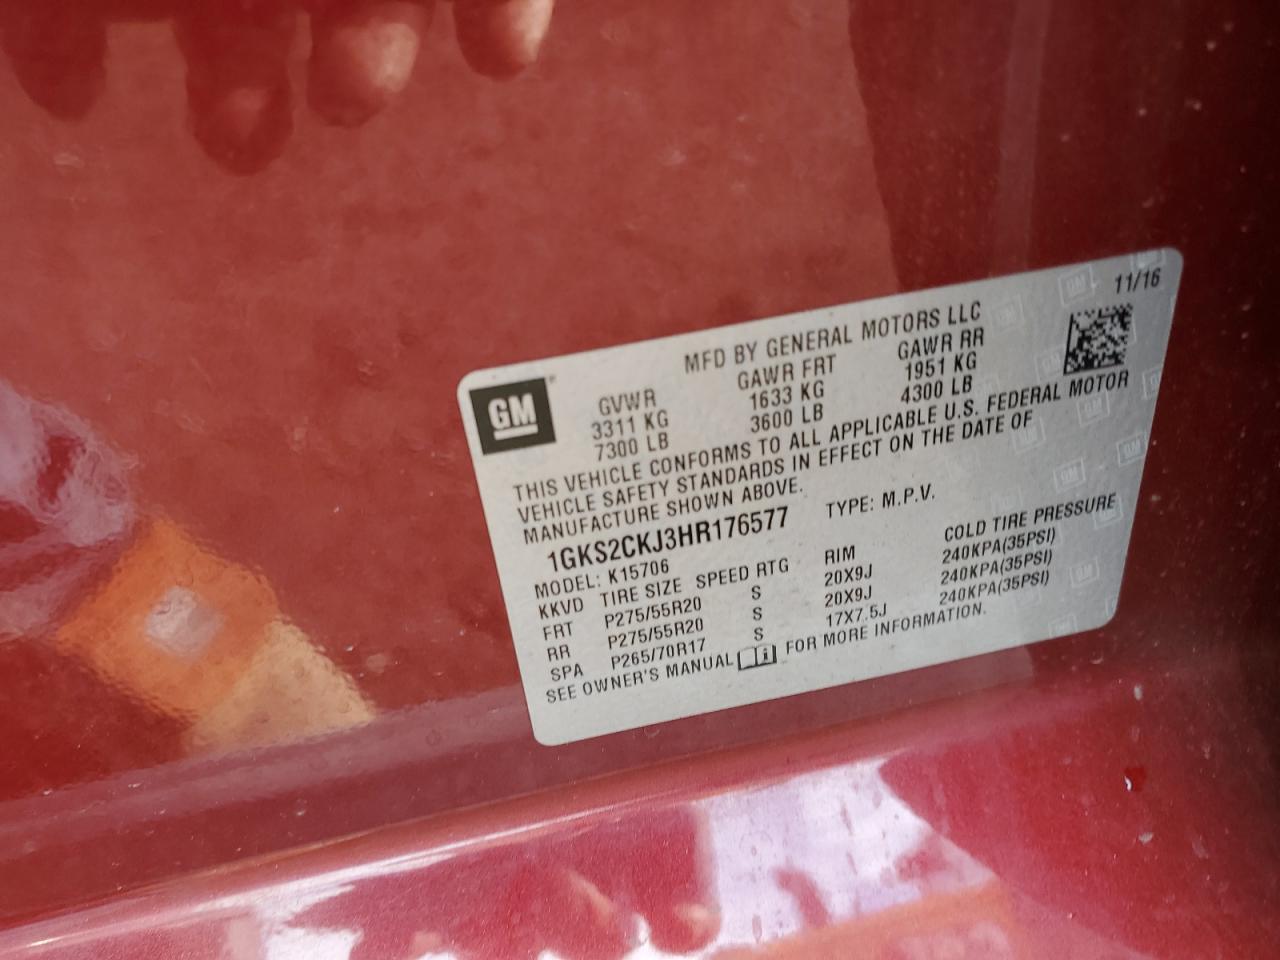 11/16
MFD BY GENERAL MOTORS LLC
GM
GVWR GAWR FRT GAWR RR
3311 KG 1633 KG 1951 KG
7300 LB 3600 LB 4300 LB
THIS VEHICLE CONFORMS TO ALL APPLICABLE U.S. FEDERAL MOTOR
VEHICLE SAFETY STANDARDS IN EFFECT ON THE DATE OF
MANUFACTURE SHOWN ABOVE.
1GKS2CKJ3HR176577 TYPE: M.P.V.
MODEL: K15706
KKVD TIRE SIZE SPEED RTG RIM COLD TIRE PRESSURE
FRT P275/55R20 S 20X9J 240KPA(35PSI)
RR P275/55R20 S 20X9J 240KPA(35PSI)
SPA P265/70R17 S 17X7.5J 240KPA(35PSI)
SEE OWNER'S MANUAL FOR MORE INFORMATION.